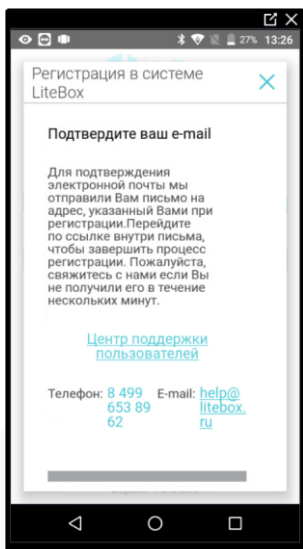 27% 13:26
Регистрация в системе
LiteBox
Подтвердите ваш e-mail
Для подтверждения
электронной почты мы
отправили Вам письмо на
адрес, указанный Вами при
регистрации.Перейдите
по ссылке внутри письма,
чтобы завершить процесс
регистрации. Пожалуйста,
свяжитесь с нами если Вы
не получили его в течение
нескольких минут.
Центр поддержки
пользователей
Телефон: 8 499 E-mail: help@
653 89 litebox.
62 ru